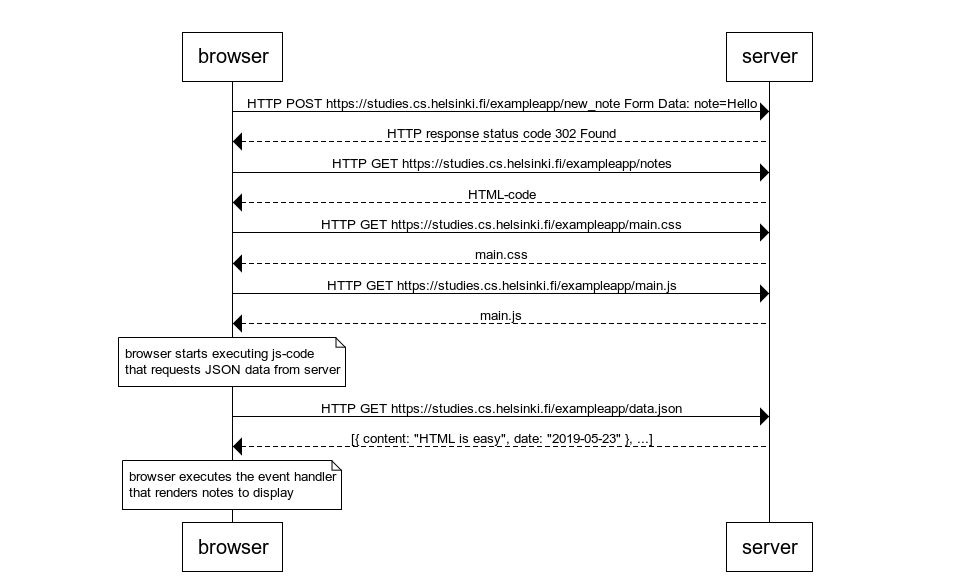 browser
server
HTTP POST https://studies.cs.helsinki.fi/exampleapp/new_note Form Data: note=Hello
HTTP response status code 302 Found
HTTP GET https://studies.cs.helsinki.fi/exampleapp/notes
HTML-code
HTTP GET https://studies.cs.helsinki.fi/exampleapp/main.css
main.css
HTTP GET https://studies.cs.helsinki.fi/exampleapp/main.js
main.js
browser starts executing js-code
that requests JSON data from server
HTTP GET https://studies.cs.helsinki.fi/exampleapp/data.json
[{ content: "HTML is easy", date: "2019-05-23" }, ...]
browser executes the event handler
that renders notes to display
browser
server